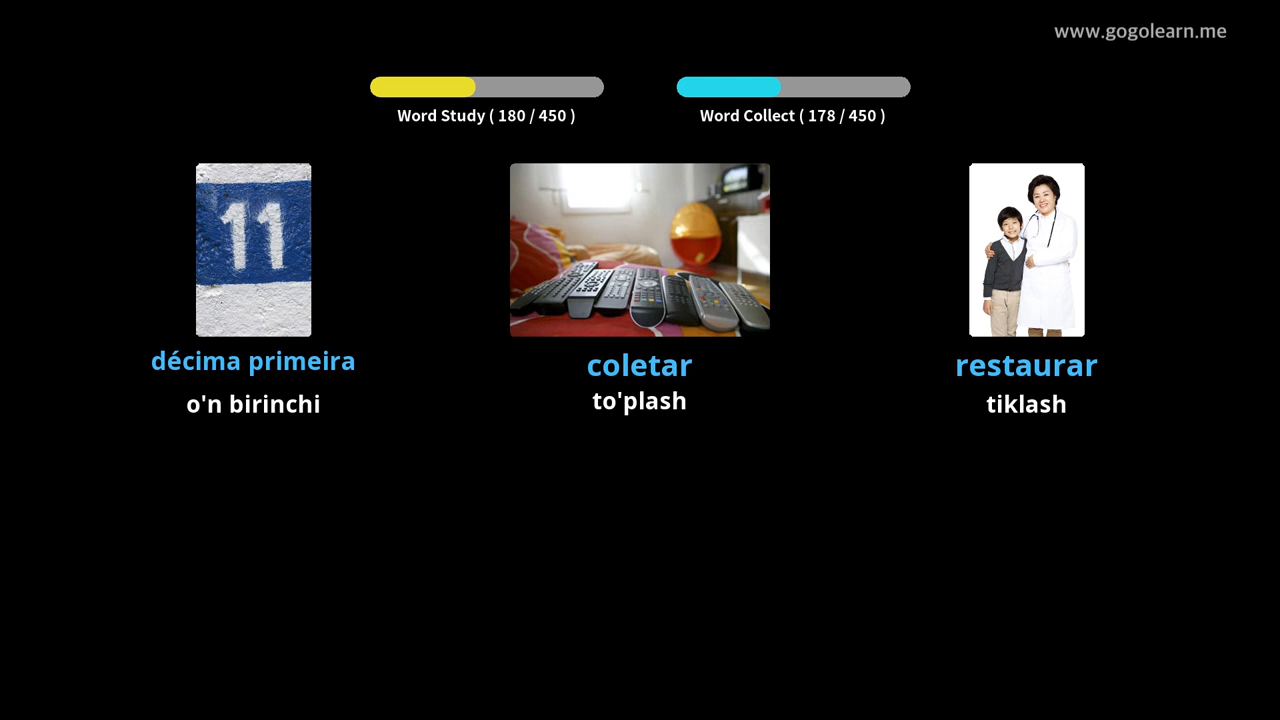 www.gogolearn.me
Word Study ( 180 / 450 )
Word Collect ( 178 / 450 )
11
décima primeira
coletar
restaurar
o'n birinchi
to'plash
tiklash